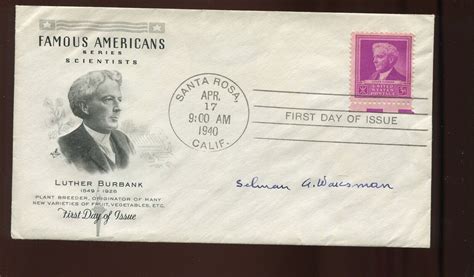 FAMOUS AMERICANS
SERIES
SCIENTISTS
LUTHER BURBANK
1849 - 1926
PLANT BREEDER, ORIGINATOR OF MANY
NEW VARIETIES OF FRUIT, VEGETABLES, ETC.
First Day of Issue
SANTA ROSA,
APR.
17
9:00 AM
1940
CALIF.
UNITED STATES
FIRST DAY OF ISSUE
Selman A. Waksman